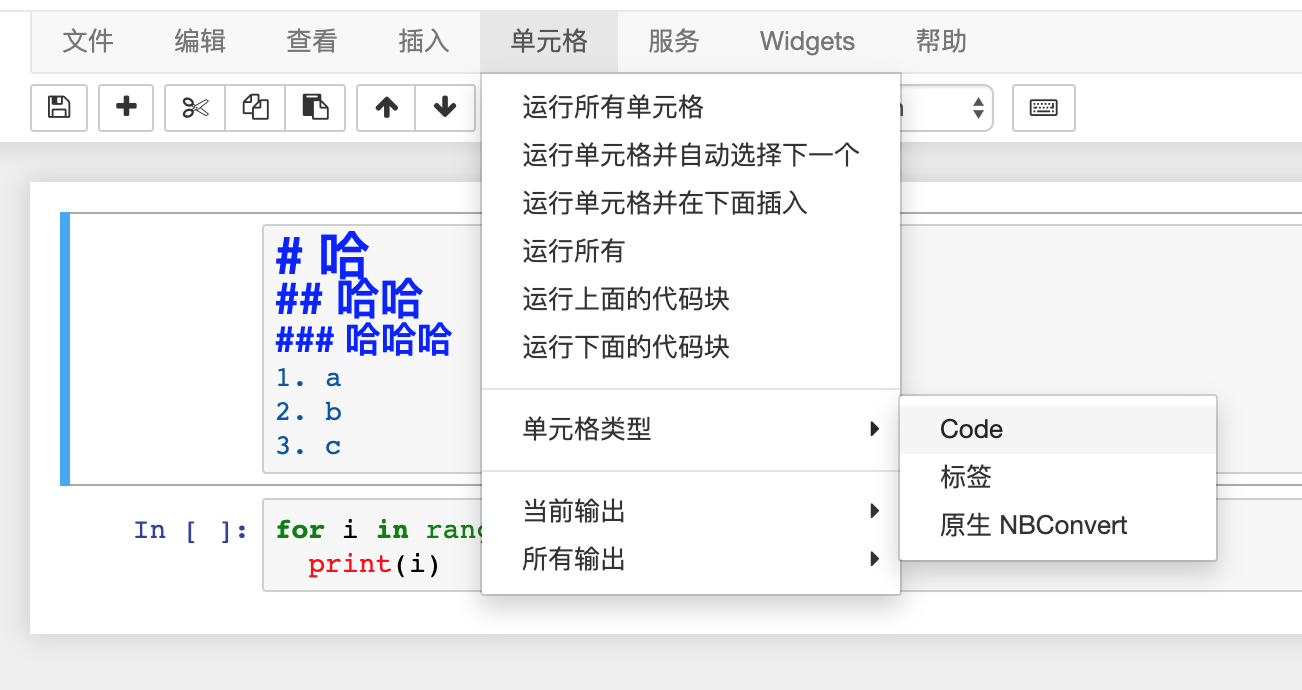 文件 编辑 查看 插入 单元格 服务 Widgets 帮助
运行所有单元格
运行单元格并自动选择下一个
运行单元格并在下面插入
运行所有
运行上面的代码块
运行下面的代码块
单元格类型
当前输出
所有输出
Code
标签
原生 NBConvert
# 哈
## 哈哈
### 哈哈哈
1. a
2. b
3. c
In [ ]: for i in
print(i)